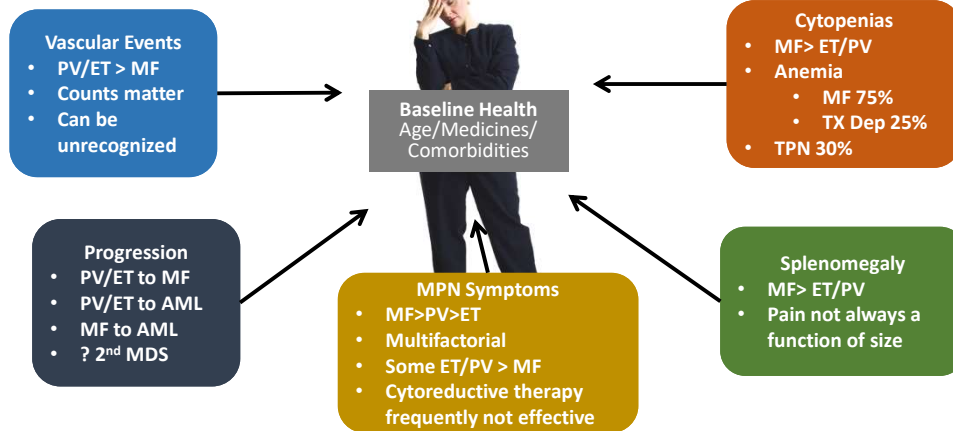 Vascular Events
• PV/ET > MF
• Counts matter
• Can be
unrecognized
Baseline Health
Age/Medicines/
Comorbidities
Cytopenias
• MF> ET/PV
• Anemia
• MF 75%
• TX Dep 25%
• TPN 30%
Progression
• PV/ET to MF
• PV/ET to AML
• MF to AML
• ? 2nd MDS
MPN Symptoms
• MF>PV>ET
• Multifactorial
• Some ET/PV > MF
• Cytoreductive therapy
frequently not effective
Splenomegaly
• MF> ET/PV
• Pain not always a
function of size